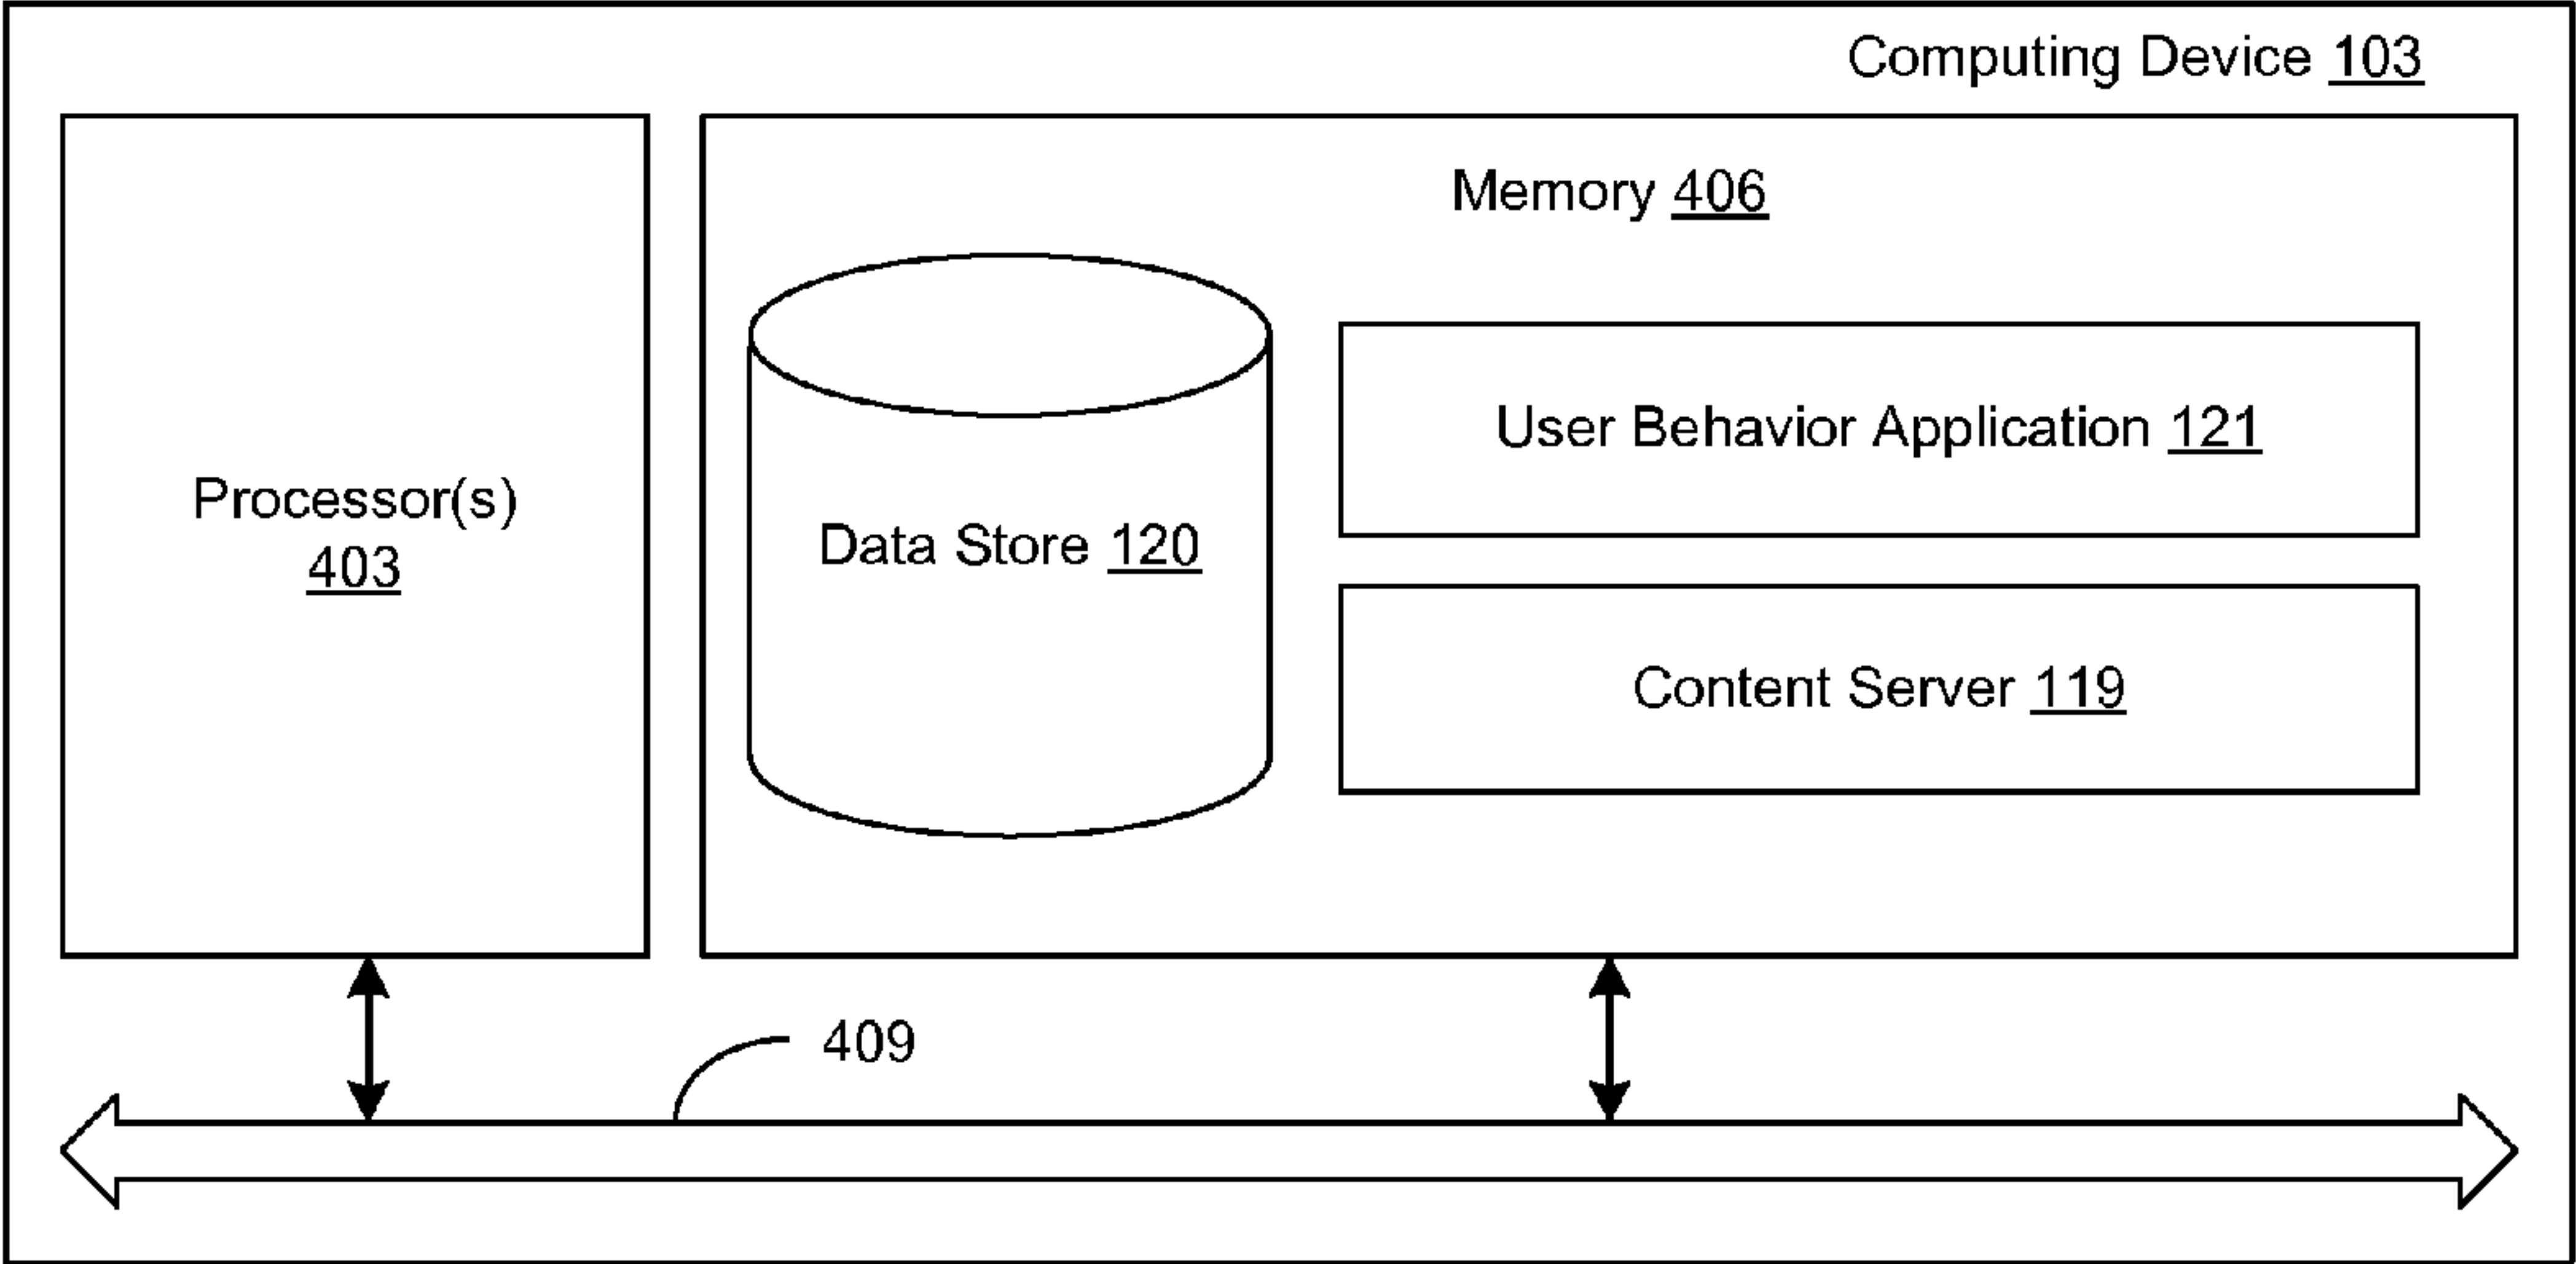 Computing Device 103
Memory 406
Processor(s)
403
Data Store 120
User Behavior Application 121
Content Server 119
409